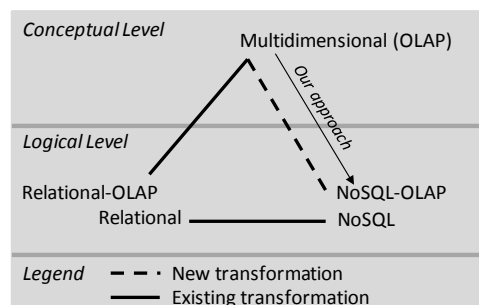 Conceptual Level
Multidimensional (OLAP)
Our approach
Logical Level
Relational-OLAP
NoSQL-OLAP
Relational
NoSQL
Legend
New transformation
Existing transformation